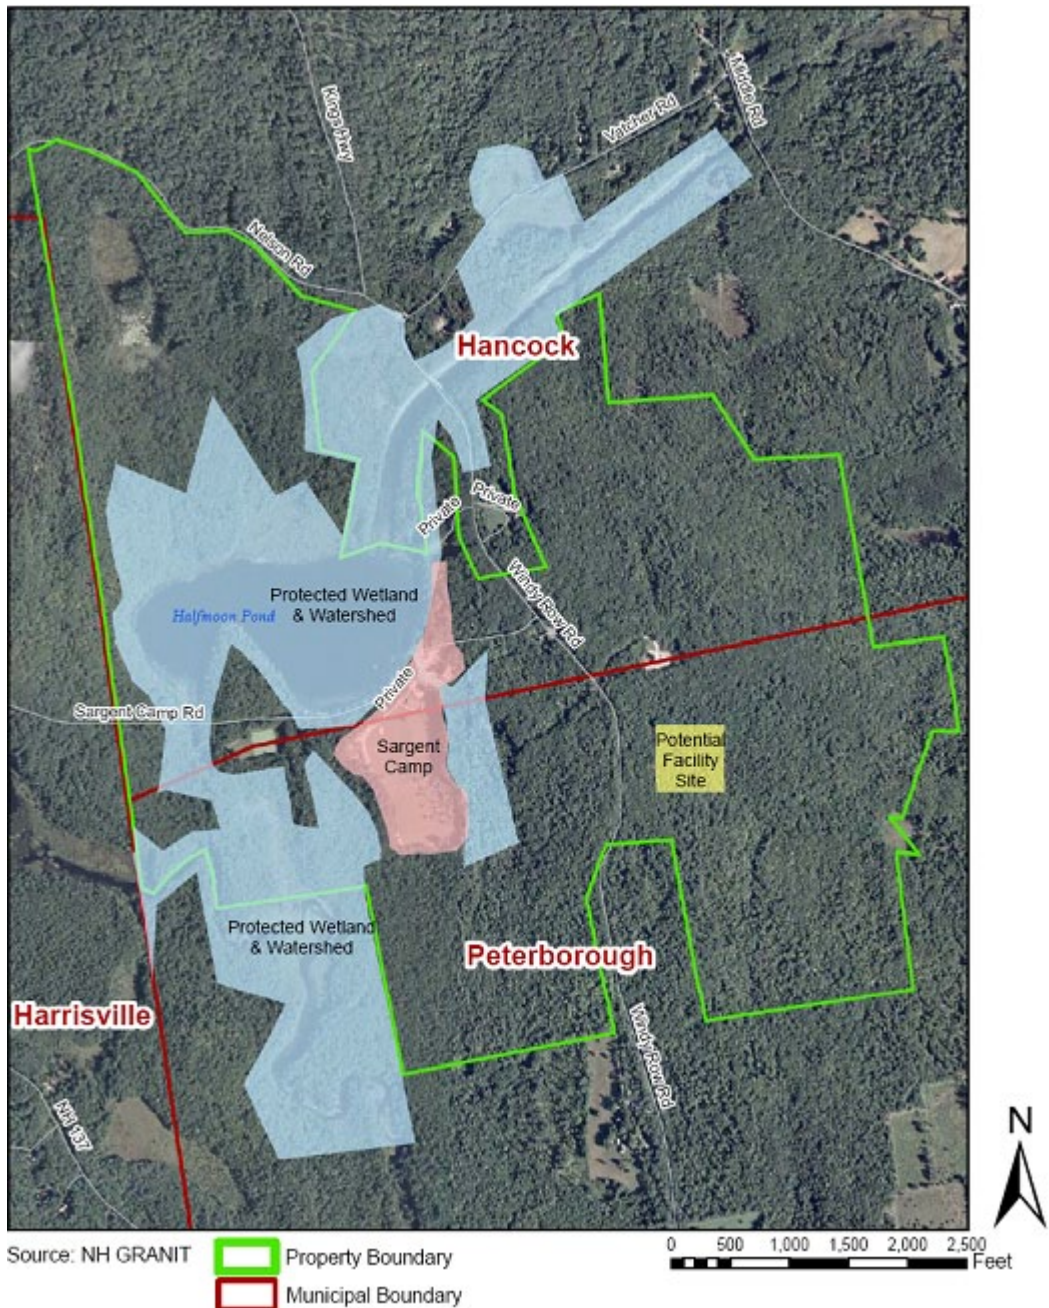 Kings Hwy
Vatcher Rd
Middle Rd
Nelson Rd
Hancock
Private
Private
Windy Row Rd
Protected Wetland
& Watershed
Halfmoon Pond
Private
Sargent Camp Rd
Sargent
Camp
Potential
Facility
Site
Protected Wetland
& Watershed
Peterborough
Harrisville
Windy Row Rd
NH 137
N
Source: NH GRANIT
Property Boundary
Municipal Boundary
0 500 1,000 1,500 2,000 2,500
Feet